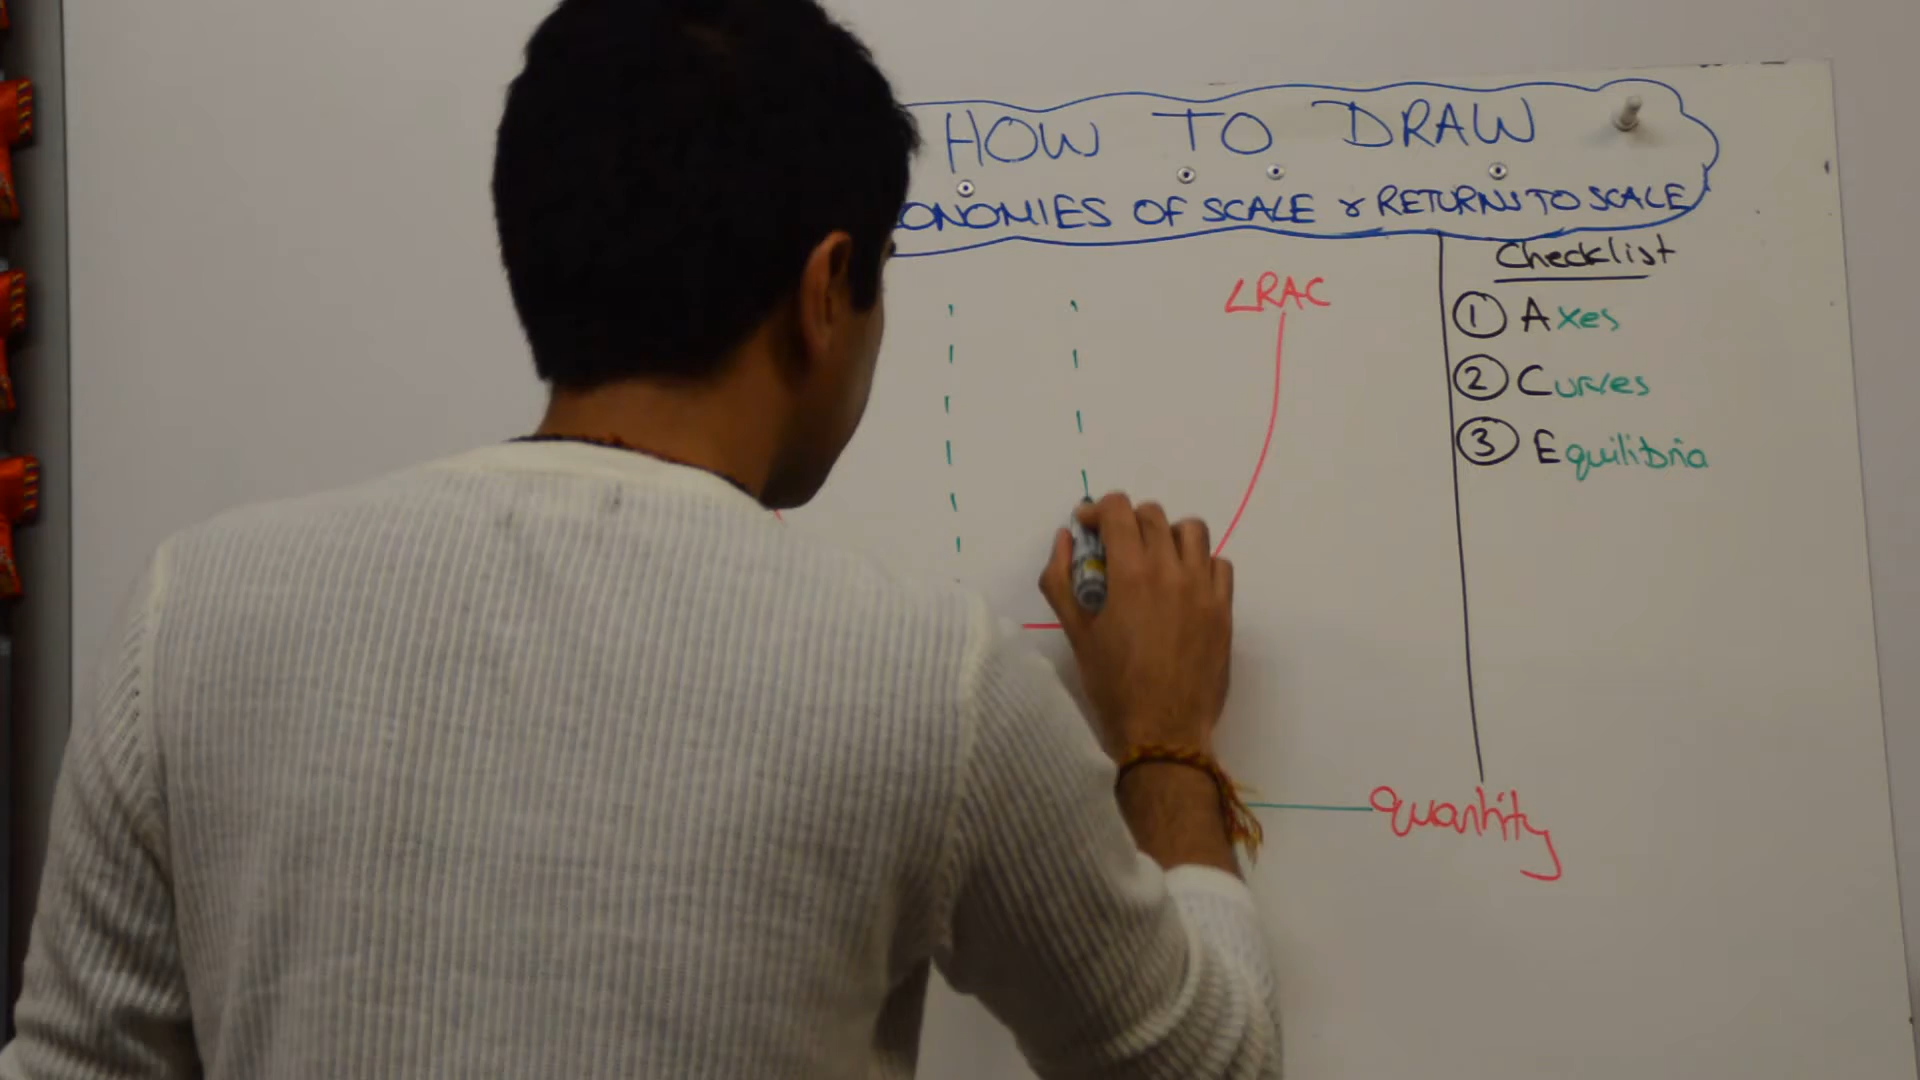 HOW TO DRAW
ONOMIES OF SCALE & RETURNS TO SCALE
LRAC
Checklist
1 Axes
2 Curves
3 Equilibria
quantity